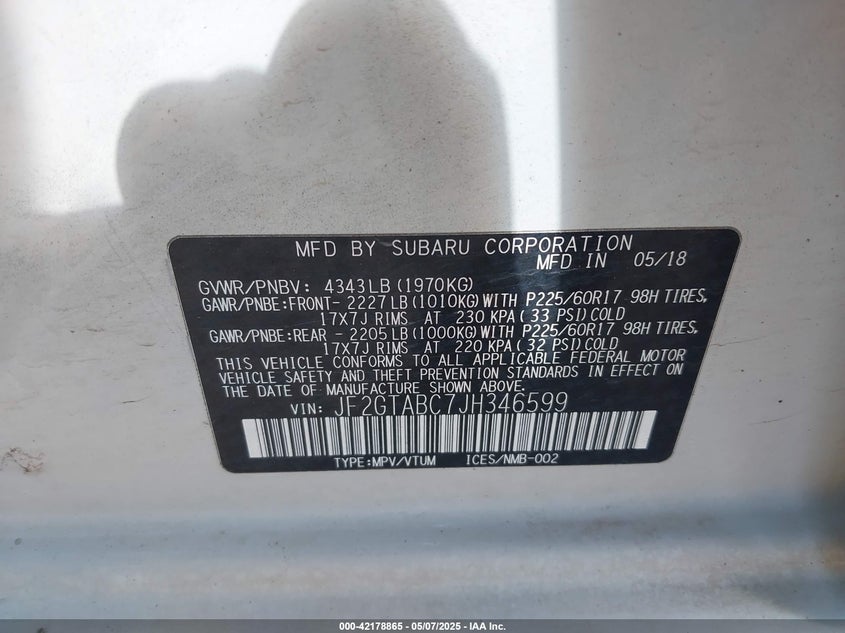 MFD BY SUBARU CORPORATION
MFD IN 05/18
GVWR/PNBV: 4343LB (1970KG)
GAWR/PNBE:FRONT- 2227LB (1010KG)WITH P225/60R17 98H TIRES,
17X7J RIMS AT 230 KPA(33 PSI)COLD
GAWR/PNBE:REAR - 2205LB (1000KG)WITH P225/60R17 98H TIRES,
17X7J RIMS AT 220 KPA(32 PSI)COLD
THIS VEHICLE CONFORMS TO ALL APPLICABLE FEDERAL MOTOR
VEHICLE SAFETY AND THEFT PREVENTION STANDARDS IN EFFECT ON
THE DATE OF MANUFACTURE SHOWN ABOVE.
VIN: JF2GTABC7JH346599
TYPE:MPV/VTUM ICES/NMB-002
000-42178865 - 05/07/2025 - IAA Inc.